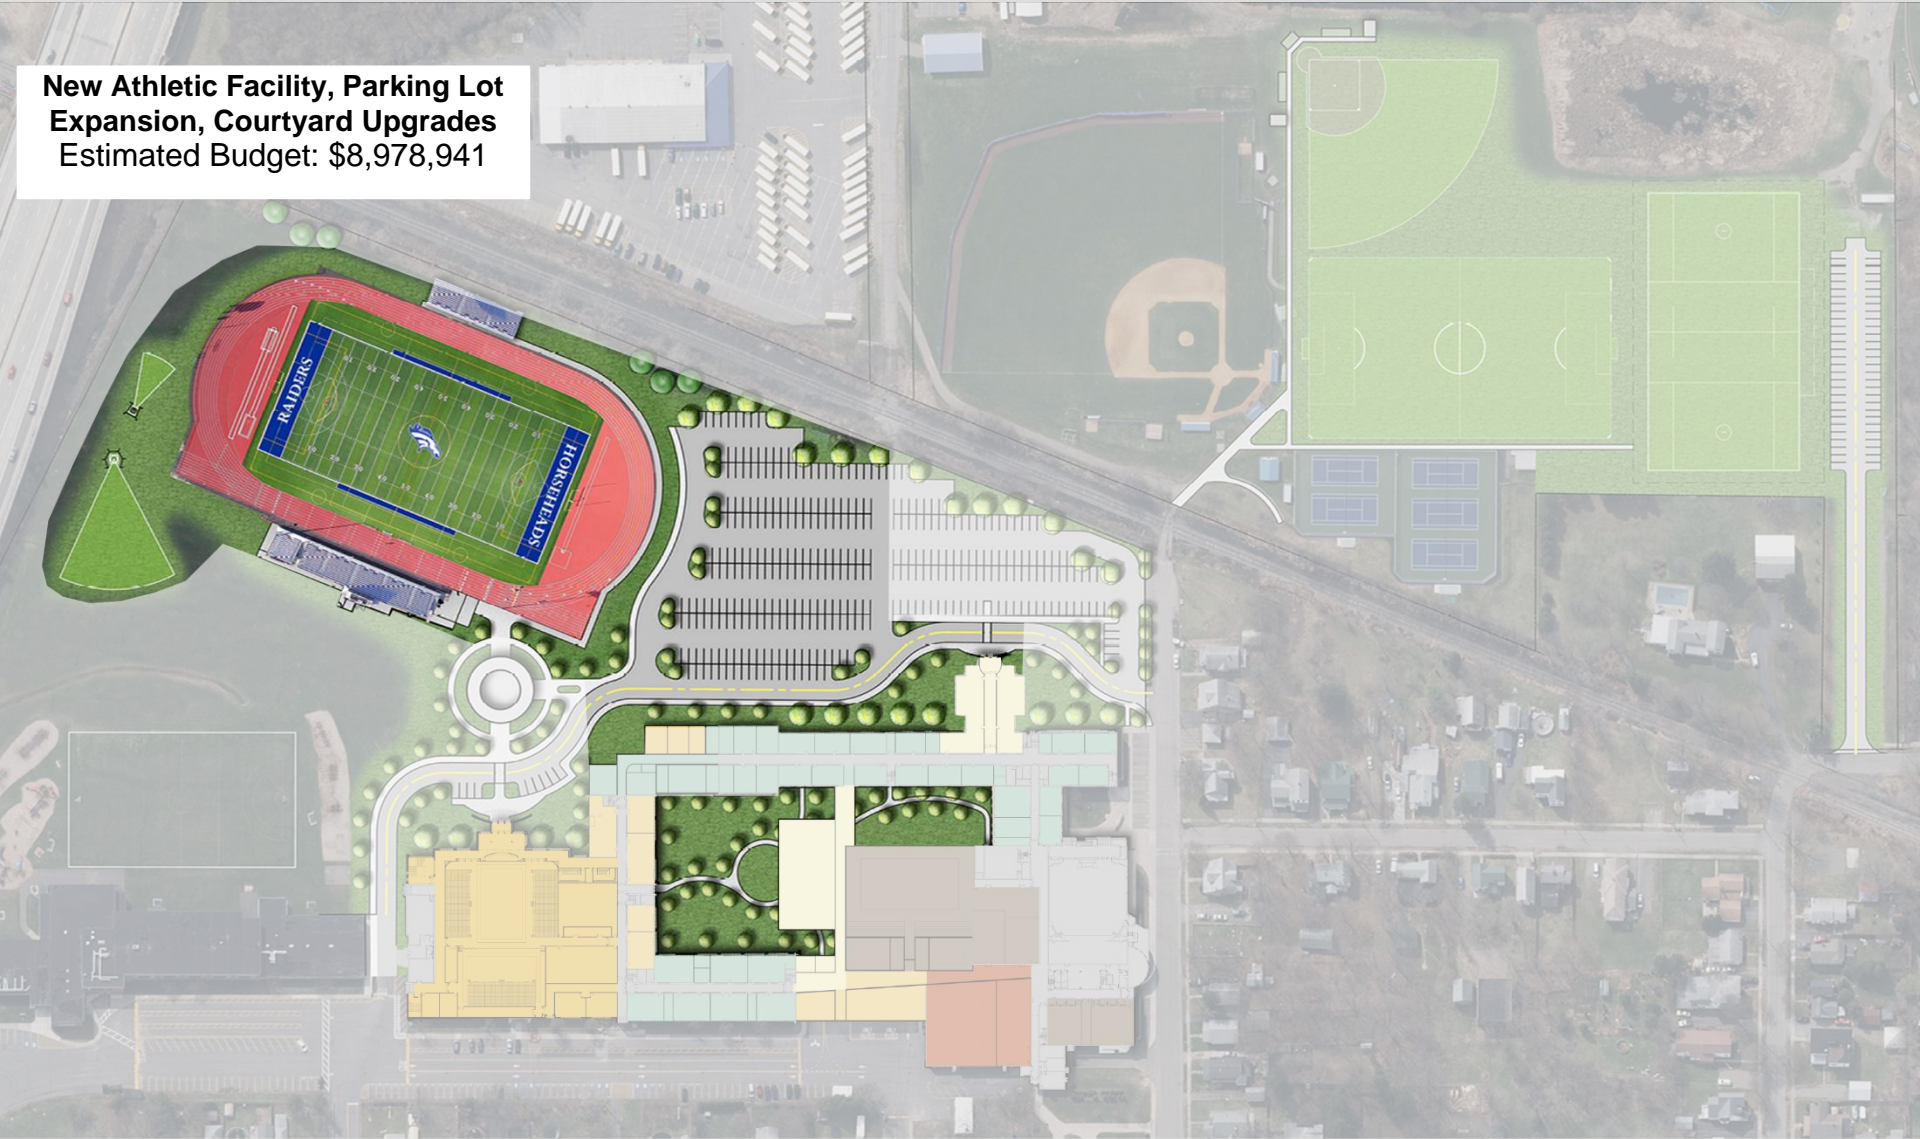 New Athletic Facility, Parking Lot
Expansion, Courtyard Upgrades
Estimated Budget: $8,978,941
RAIDERS
HORSEHEADS